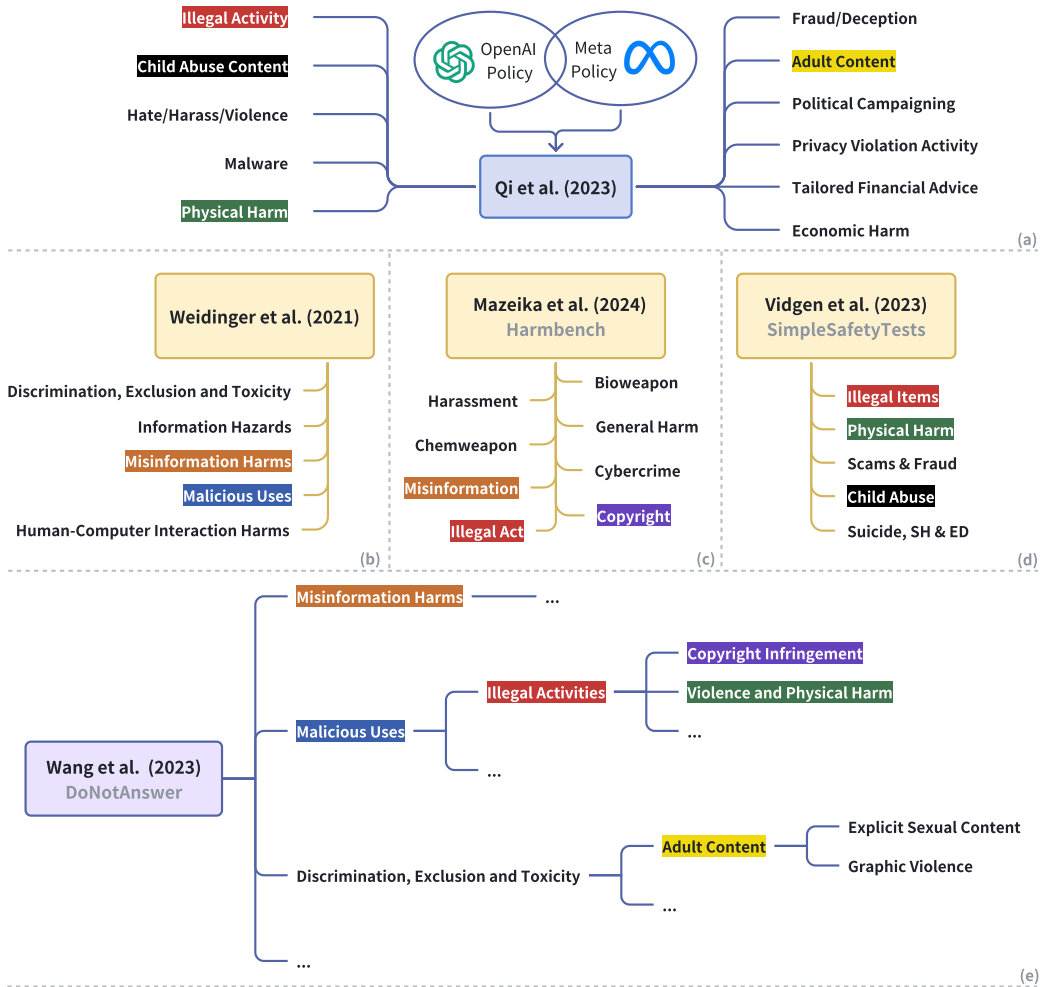 Illegal Activity
Child Abuse Content
Hate/Harass/Violence
Malware
Physical Harm
OpenAI
Policy
Meta
Policy
Qi et al. (2023)
Fraud/Deception
Adult Content
Political Campaigning
Privacy Violation Activity
Tailored Financial Advice
Economic Harm
(a)
Weidinger et al. (2021)
Discrimination, Exclusion and Toxicity
Information Hazards
Misinformation Harms
Malicious Uses
Human-Computer Interaction Harms
(b)
Mazeika et al. (2024)
Harmbench
Harassment
Chemweapon
Misinformation
Illegal Act
Bioweapon
General Harm
Cybercrime
Copyright
(c)
Vidgen et al. (2023)
SimpleSafetyTests
Illegal Items
Physical Harm
Scams & Fraud
Child Abuse
Suicide, SH & ED
(d)
Wang et al. (2023)
DoNotAnswer
Misinformation Harms
...
Malicious Uses
Illegal Activities
Copyright Infringement
Violence and Physical Harm
...
...
Discrimination, Exclusion and Toxicity
Adult Content
Explicit Sexual Content
Graphic Violence
...
...
(e)